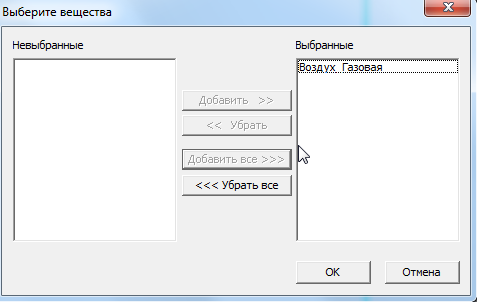 Выберите вещества
Невыбранные
Выбранные
Воздух Газовая
Добавить >>
<< Убрать
Добавить все >>>
<<< Убрать все
OK
Отмена